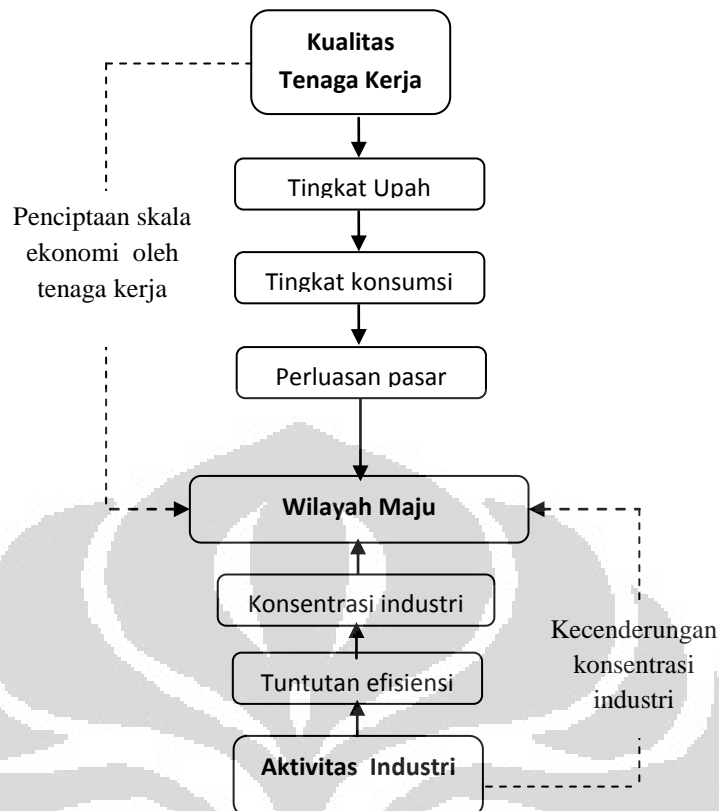 Kualitas
Tenaga Kerja
Tingkat Upah
Penciptaan skala
ekonomi oleh
tenaga kerja
Tingkat konsumsi
Perluasan pasar
Wilayah Maju
Konsentrasi industri
Kecenderungan
konsentrasi
industri
Tuntutan efisiensi
Aktivitas Industri